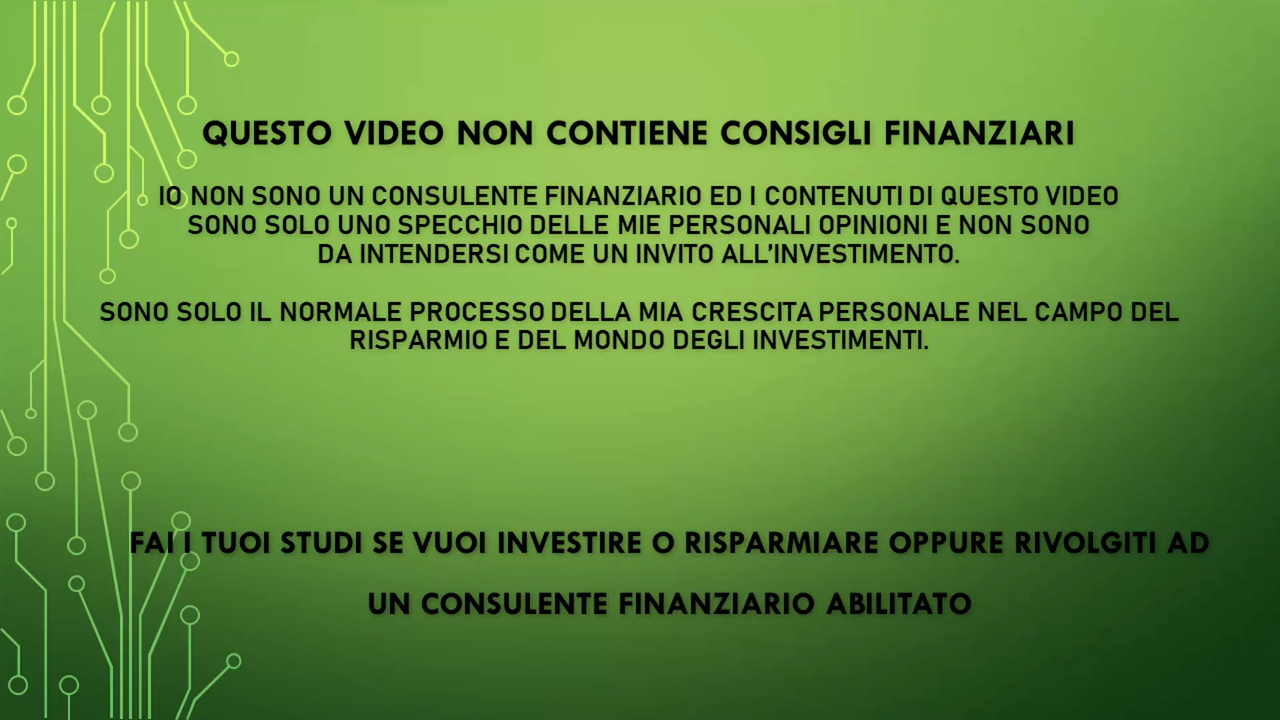 QUESTO VIDEO NON CONTIENE CONSIGLI FINANZIARI
IO NON SONO UN CONSULENTE FINANZIARIO ED I CONTENUTI DI QUESTO VIDEO
SONO SOLO UNO SPECCHIO DELLE MIE PERSONALI OPINIONI E NON SONO
DA INTENDERSI COME UN INVITO ALL'INVESTIMENTO.
SONO SOLO IL NORMALE PROCESSO DELLA MIA CRESCITA PERSONALE NEL CAMPO DEL
RISPARMIO E DEL MONDO DEGLI INVESTIMENTI.
FAI I TUOI STUDI SE VUOI INVESTIRE O RISPARMIARE OPPURE RIVOLGITI AD
UN CONSULENTE FINANZIARIO ABILITATO